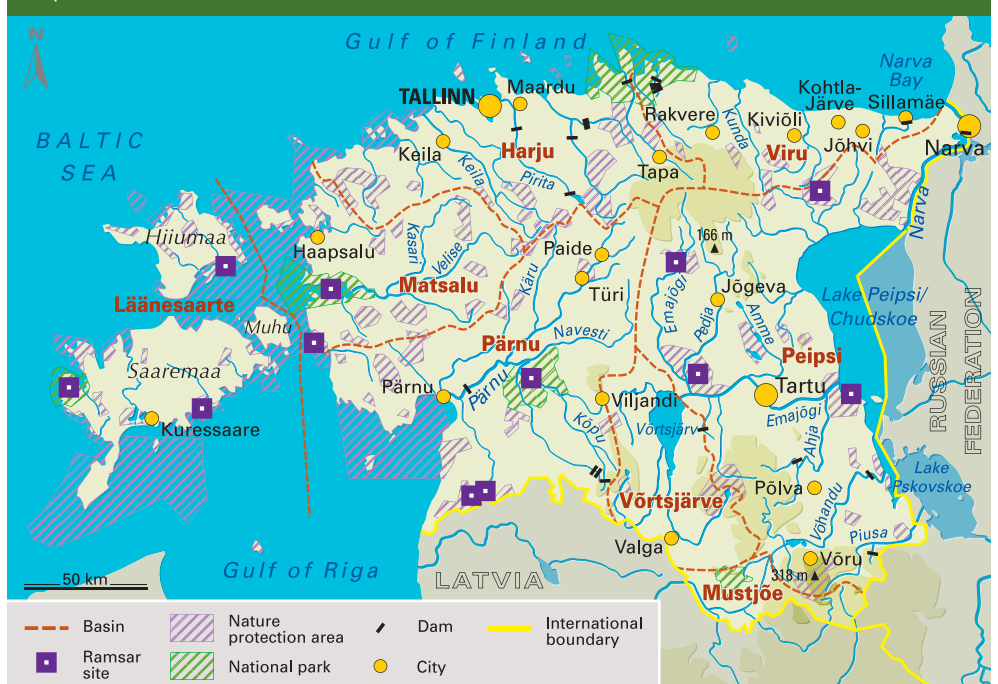 N
Gulf of Finland
BALTIC
SEA
TALLINN
Maardu
Keila
Harju
Keila
Pirita
Rakvere
Tapa
Kunda
Kiviõli
Viru
Kohtla-
Järve
Jõhvi
Sillamäe
Narva
Bay
Narva
Narva
Hiiumaa
Haapsalu
Kasari
Velise
Matsalu
Läänesaarte
Muhu
Saaremaa
Kuressaare
Paide
Türi
Käru
Navesti
Pärnu
Pärnu
Pärnu
Kõpu
Viljandi
166 m
Emajõgi
Pedja
Jõgeva
Amme
Peipsi
Tartu
Emajõgi
Ahja
Võrtsjärv
Võrtsjärve
Põlva
Võhandu
Piusa
Võru
318 m
Valga
Mustjõe
Lake Peipsi/
Chudskoe
Lake
Pskovskoe
RUSSIAN
FEDERATION
Gulf of Riga
LATVIA
50 km
Basin
Ramsar
site
Nature
protection area
National park
Dam
City
International
boundary